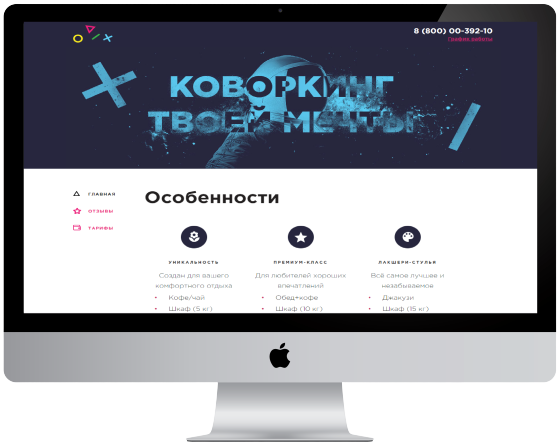 8 (800) 00-392-10
График работы
КОВОРКИНГ
ТВОЕЙ МЕЧТЫ
ГЛАВНАЯ
ОТЗЫВЫ
ТАРИФЫ
Особенности
УНИКАЛЬНОСТЬ
Создан для вашего
комфортного отдыха
• Кофе/чай
• Шкаф (5 кг)
ПРЕМИУМ-КЛАСС
Для любителей хороших
впечатлений
• Обед+кофе
• Шкаф (10 кг)
ЛАКШЕРИ-СТУЛЬЯ
Всё самое лучшее и
незабываемое
• Джакузи
• Шкаф (15 кг)